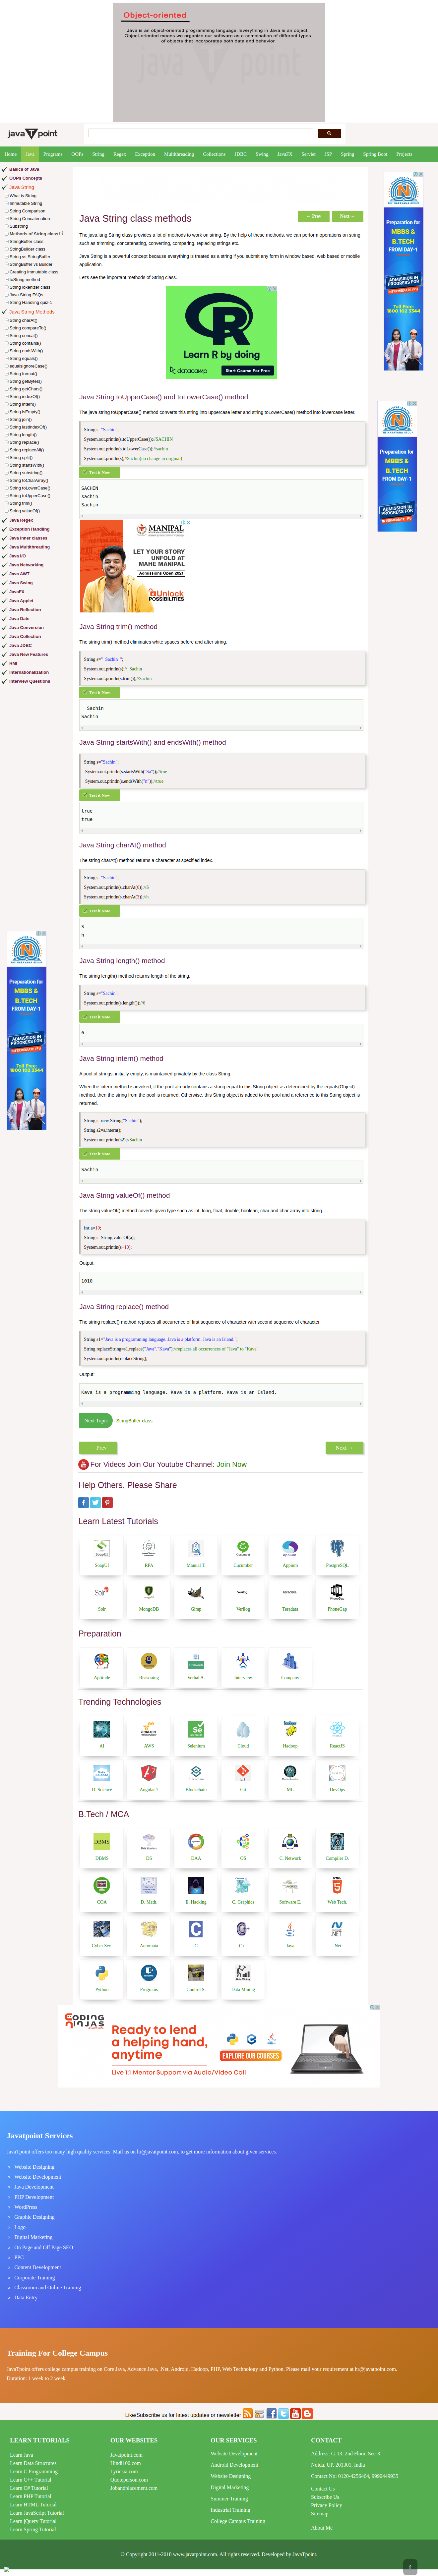 Object-oriented
Java is an object-oriented programming language. Everything in Java is an object.
Object-oriented means we organize our software as a combination of different types of objects
that incorporates both data and behavior.
java point
Home Java Programs OOPs String Regex Exception Multithreading Collections JDBC Swing JavaFX Servlet JSP Spring Spring Boot Projects
Basics of Java
OOPs Concepts
Java String
What is String
Immutable String
String Comparison
String Concatenation
Substring
Methods of String class
StringBuffer class
StringBuilder class
String vs StringBuffer
StringBuffer vs Builder
Creating Immutable class
toString method
StringTokenizer class
Java String FAQs
String Handling quiz-1
Java String Methods
String charAt()
String compareTo()
String concat()
String contains()
String endsWith()
String equals()
equalsIgnoreCase()
String format()
String getBytes()
String getChars()
String indexOf()
String intern()
String isEmpty()
String join()
String lastIndexOf()
String length()
String replace()
String replaceAll()
String split()
String startsWith()
String substring()
String toCharArray()
String toLowerCase()
String toUpperCase()
String trim()
String valueOf()
Java Regex
Exception Handling
Java Inner classes
Java Multithreading
Java I/O
Java Networking
Java AWT
Java Swing
JavaFX
Java Applet
Java Reflection
Java Date
Java Conversion
Java Collection
Java JDBC
Java New Features
RMI
Internationalization
Interview Questions
Java String class methods
← Prev
Next →
The java.lang.String class provides a lot of methods to work on string. By the help of these methods, we can perform operations on string
such as trimming, concatenating, converting, comparing, replacing strings etc.
Java String is a powerful concept because everything is treated as a string if you submit any form in window based, web based or mobile
application.
Let's see the important methods of String class.
Learn
R by doing
datacamp
Start Course For Free
Java String toUpperCase() and toLowerCase() method
The java string toUpperCase() method converts this string into uppercase letter and string toLowerCase() method into lowercase letter.
String s="Sachin";
System.out.println(s.toUpperCase());//SACHIN
System.out.println(s.toLowerCase());//sachin
System.out.println(s);//Sachin(no change in original)
Test it Now
SACHIN
sachin
Sachin
MANIPAL
LET YOUR STORY
UNFOLD AT
MAHE MANIPAL
Admissions Open 2021
#Unlock
POSSIBILITIES
Java String trim() method
The string trim() method eliminates white spaces before and after string.
String s="  Sachin  ";
System.out.println(s);//  Sachin
System.out.println(s.trim());//Sachin
Test it Now
Sachin
Sachin
Java String startsWith() and endsWith() method
String s="Sachin";
System.out.println(s.startsWith("Sa"));//true
System.out.println(s.endsWith("n"));//true
Test it Now
true
true
Java String charAt() method
The string charAt() method returns a character at specified index.
String s="Sachin";
System.out.println(s.charAt(0));//S
System.out.println(s.charAt(3));//h
Test it Now
S
h
Java String length() method
The string length() method returns length of the string.
String s="Sachin";
System.out.println(s.length());//6
Test it Now
6
Java String intern() method
A pool of strings, initially empty, is maintained privately by the class String.
When the intern method is invoked, if the pool already contains a string equal to this String object as determined by the equals(Object)
method, then the string from the pool is returned. Otherwise, this String object is added to the pool and a reference to this String object is
returned.
String s=new String("Sachin");
String s2=s.intern();
System.out.println(s2);//Sachin
Test it Now
Sachin
Java String valueOf() method
The string valueOf() method coverts given type such as int, long, float, double, boolean, char and char array into string.
int a=10;
String s=String.valueOf(a);
System.out.println(s+10);
Output:
1010
Java String replace() method
The string replace() method replaces all occurrence of first sequence of character with second sequence of character.
String s1="Java is a programming language. Java is a platform. Java is an Island.";
String replaceString=s1.replace("Java","Kava");//replaces all occurrences of "Java" to "Kava"
System.out.println(replaceString);
Output:
Kava is a programming language. Kava is a platform. Kava is an Island.
Next Topic StringBuffer class
← Prev
Next →
For Videos Join Our Youtube Channel: Join Now
Help Others, Please Share
Learn Latest Tutorials
SoapUI RPA Manual T. Cucumber Appium PostgreSQL
Solr MongoDB Gimp Verilog Teradata PhoneGap
Preparation
Aptitude Reasoning Verbal A. Interview Company
Trending Technologies
AI AWS Selenium Cloud Hadoop ReactJS
D. Science Angular 7 Blockchain Git ML DevOps
B.Tech / MCA
DBMS DS DAA OS C. Network Compiler D.
COA D. Math. E. Hacking C. Graphics Software E. Web Tech.
Cyber Sec. Automata C C++ Java .Net
Python Programs Control S. Data Mining
REGISTRATION
Open For
MBBS &
B.TECH
FROM DAY-1
ADMISSION IN
PROGRESS FOR
INTERMEDIATE
Toll Free
1800 3344
CODING
NINJAS
Ready to lend a
helping hand,
anytime
EXPLORE OUR COURSES
Live 1:1 Mentor Support via Audio/Video Call
Javatpoint Services
JavaTpoint offers too many high quality services. Mail us on hr@javatpoint.com, to get more information about given services.
Website Designing
Website Development
Java Development
PHP Development
WordPress
Graphic Designing
Logo
Digital Marketing
On Page and Off Page SEO
PPC
Content Development
Corporate Training
Classroom and Online Training
Data Entry
Training For College Campus
JavaTpoint offers college campus training on Core Java, Advance Java, .Net, Android, Hadoop, PHP, Web Technology and Python. Please mail your requirement at hr@javatpoint.com.
Duration: 1 week to 2 week
Like/Subscribe us for latest updates or newsletter
LEARN TUTORIALS
Learn Java
Learn Data Structures
Learn C Programming
Learn C++ Tutorial
Learn C# Tutorial
Learn PHP Tutorial
Learn HTML Tutorial
Learn JavaScript Tutorial
Learn jQuery Tutorial
Learn Spring Tutorial
OUR WEBSITES
Javatpoint.com
Hindi100.com
Lyricsia.com
Quoteperson.com
Jobandplacement.com
OUR SERVICES
Website Development
Android Development
Website Designing
Digital Marketing
Summer Training
Industrial Training
College Campus Training
CONTACT
Address: G-13, 2nd Floor, Sec-3
Noida, UP, 201301, India
Contact No: 0120-4256464, 9990449935
Contact Us
Subscribe Us
Privacy Policy
Sitemap
About Me
© Copyright 2011-2018 www.javatpoint.com. All rights reserved. Developed by JavaTpoint.